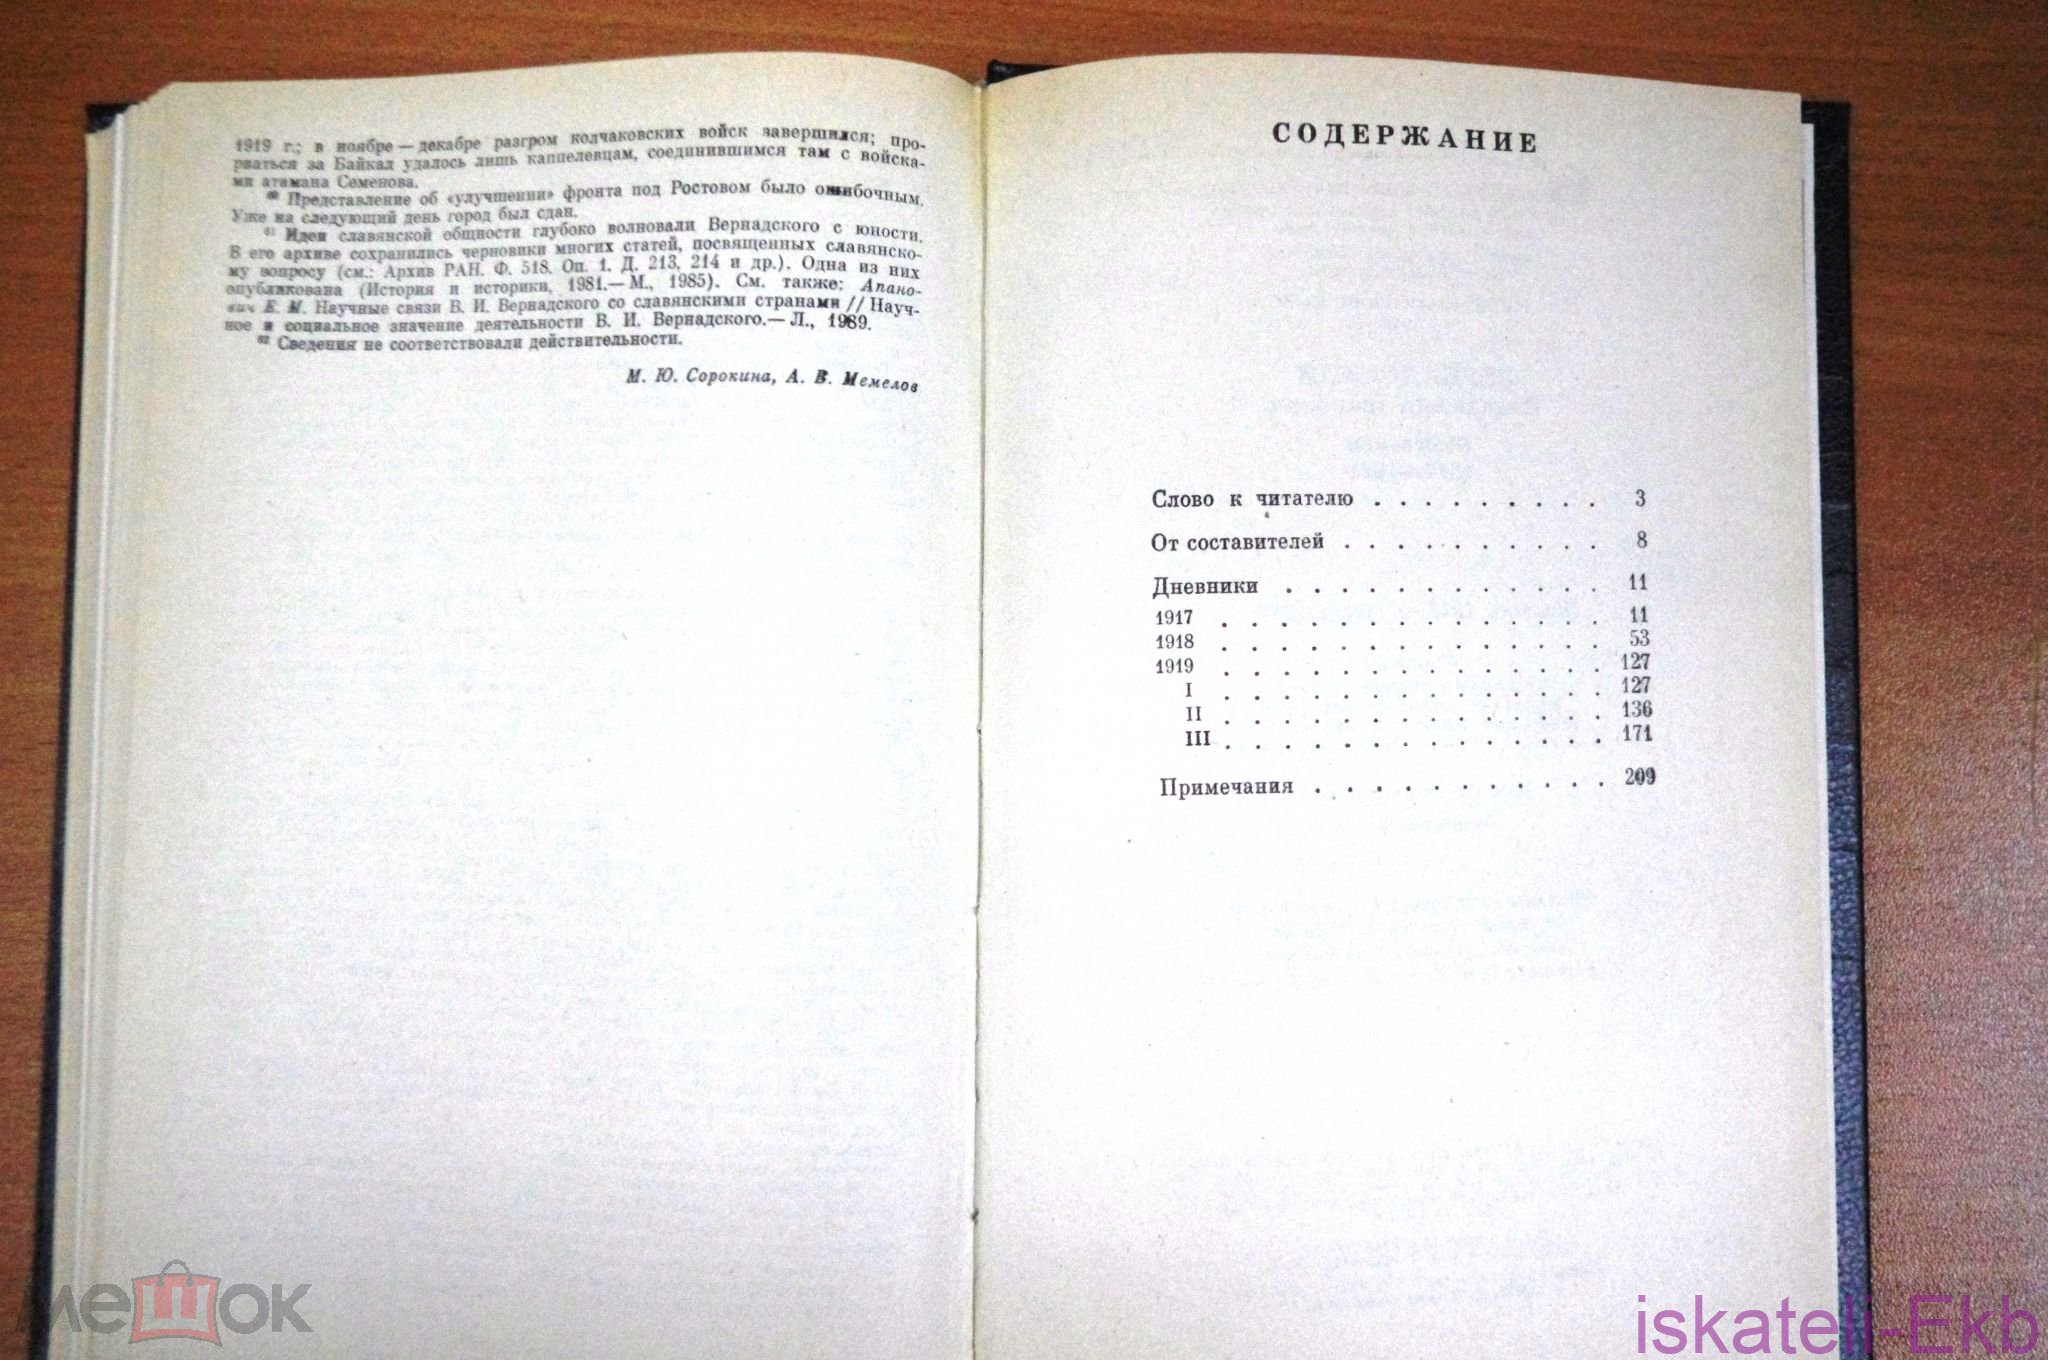 1919 г.; в ноябре — декабре разгром колчаковских войск завершился; про-
рваться за Байкал удалось лишь каппелевцам, соединившимся там с войска-
ми атамана Семенова.
⁶⁰ Представление об «улучшении» фронта под Ростовом было ошибочным.
Уже на следующий день город был сдан.
⁶¹ Идеи славянской общности глубоко волновали Вернадского с юности.
В его архиве сохранились черновики многих статей, посвященных славянско-
му вопросу (см.: Архив РАН. Ф. 518. Оп. 1. Д. 213, 214 и др.). Одна из них
опубликована (История и историки, 1981.— М., 1985). См. также: Апано-
вич Е. М. Научные связи В. И. Вернадского со славянскими странами // Науч-
ное и социальное значение деятельности В. И. Вернадского.— Л., 1989.
⁶² Сведения не соответствовали действительности.
М. Ю. Сорокина, А. В. Мемелов
СОДЕРЖАНИЕ
Слово к читателю . . . . . . . . . 3
От составителей . . . . . . . . . . 8
Дневники . . . . . . . . . . . . 11
1917 . . . . . . . . . . . . . . 11
1918 . . . . . . . . . . . . . . 53
1919 . . . . . . . . . . . . . . 127
I . . . . . . . . . . . . . . 127
II . . . . . . . . . . . . . . 136
III . . . . . . . . . . . . . . 171
Примечания . . . . . . . . . . . 209
мешок
iskateli-Ekb